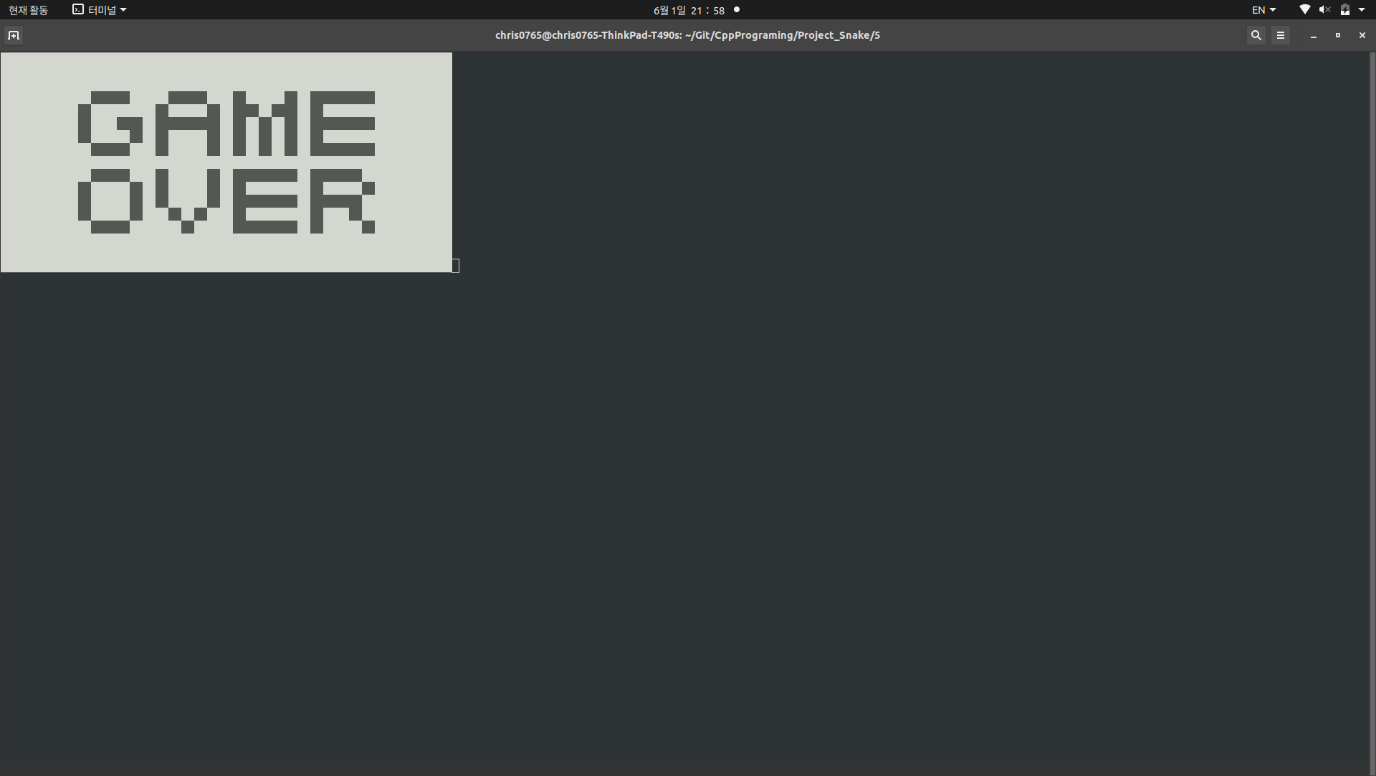 현재 활동 터미널 6월 1일 21 : 58 EN
chris0765@chris0765-ThinkPad-T490s: ~/Git/CppPrograming/Project_Snake/5
GAME
OVER